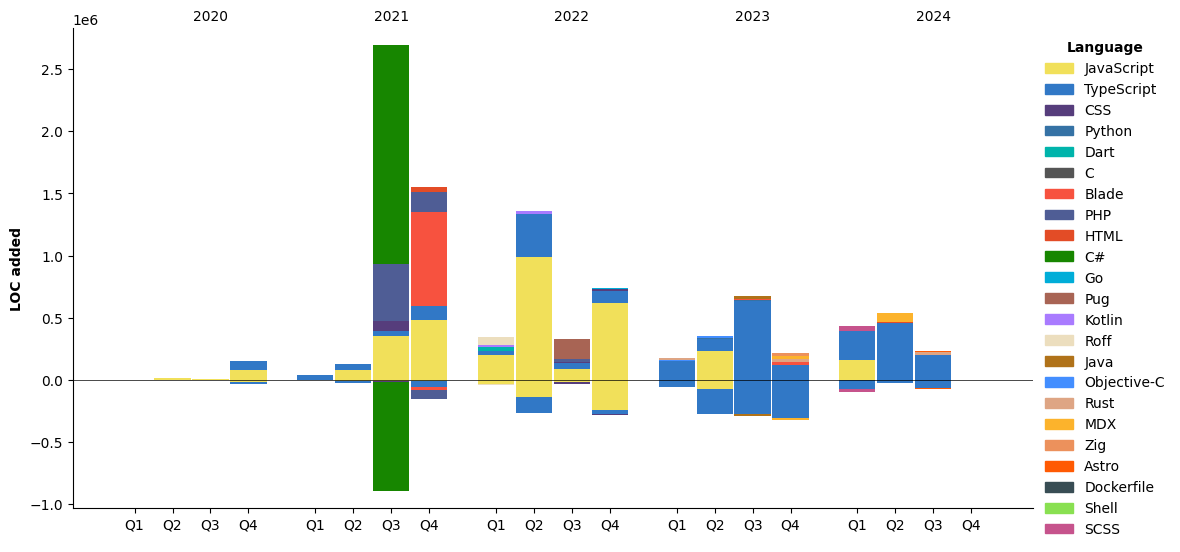 1e6
2020 2021 2022 2023 2024
LOC added
2.5
2.0
1.5
1.0
0.5
0.0
−0.5
−1.0
Q1 Q2 Q3 Q4 Q1 Q2 Q3 Q4 Q1 Q2 Q3 Q4 Q1 Q2 Q3 Q4 Q1 Q2 Q3 Q4
Language
JavaScript
TypeScript
CSS
Python
Dart
C
Blade
PHP
HTML
C#
Go
Pug
Kotlin
Roff
Java
Objective-C
Rust
MDX
Zig
Astro
Dockerfile
Shell
SCSS